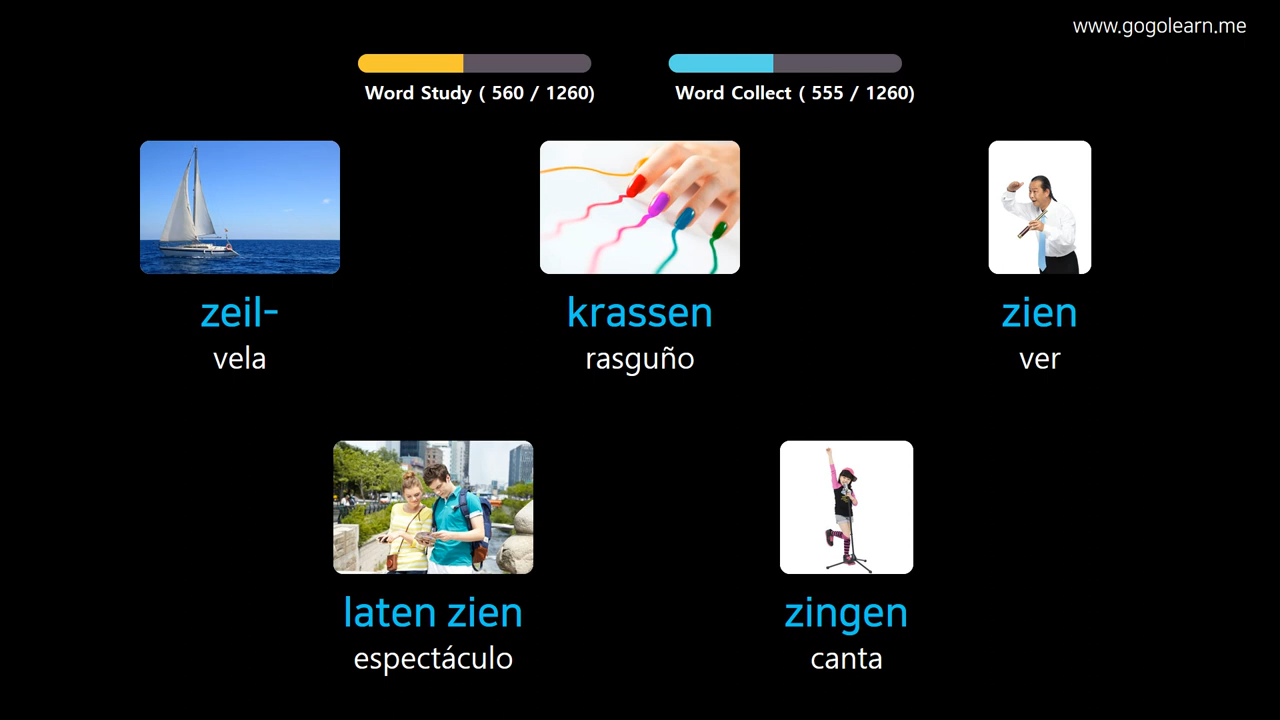 www.gogolearn.me
Word Study ( 560 / 1260)
Word Collect ( 555 / 1260)
zeil-
vela
krassen
rasguño
zien
ver
laten zien
espectáculo
zingen
canta